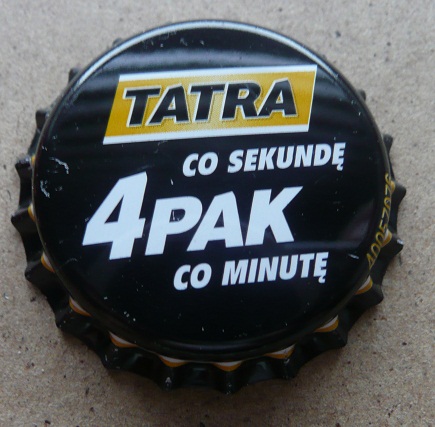 TATRA
CO SEKUNDĘ
4PAK
CO MINUTĘ